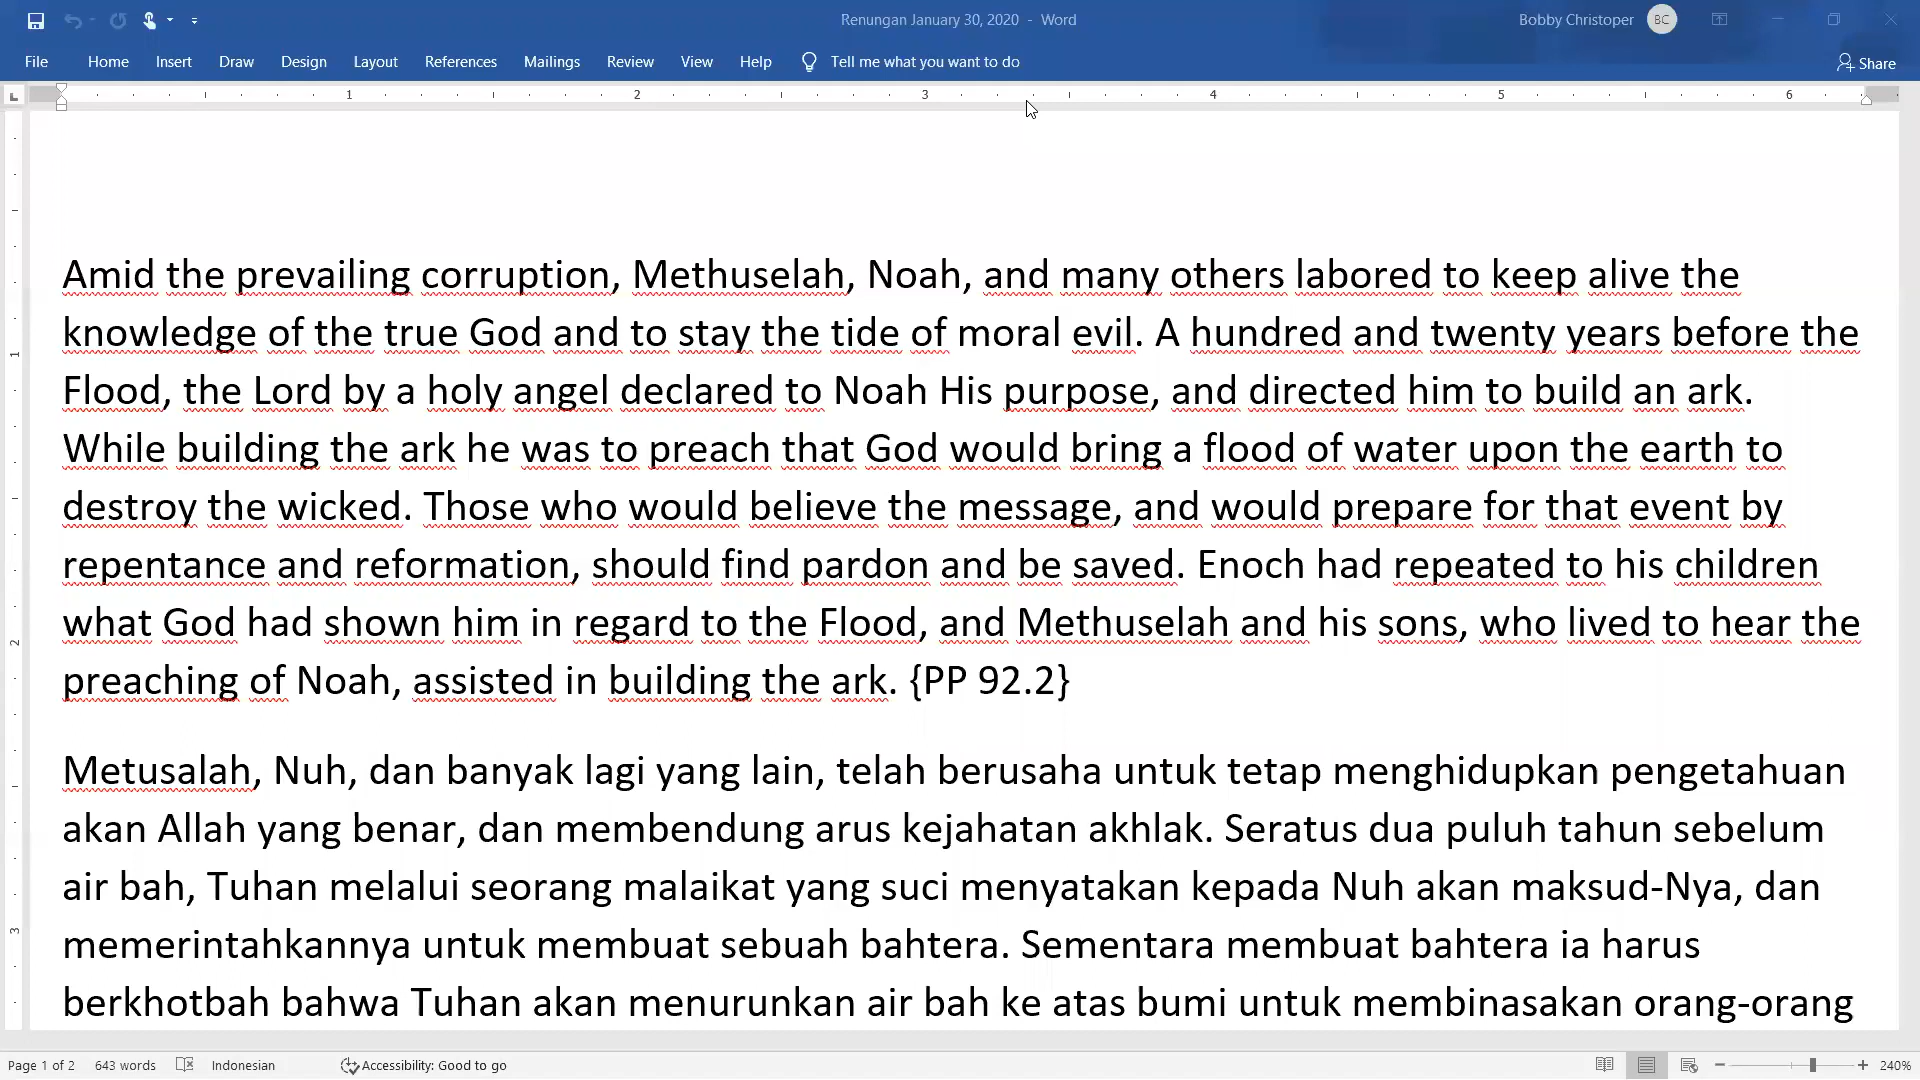 Renungan January 30, 2020 - Word
Bobby Christoper BC
File Home Insert Draw Design Layout References Mailings Review View Help Tell me what you want to do Share
1 2 3 4 5 6
Amid the prevailing corruption, Methuselah, Noah, and many others labored to keep alive the
knowledge of the true God and to stay the tide of moral evil. A hundred and twenty years before the
Flood, the Lord by a holy angel declared to Noah His purpose, and directed him to build an ark.
While building the ark he was to preach that God would bring a flood of water upon the earth to
destroy the wicked. Those who would believe the message, and would prepare for that event by
repentance and reformation, should find pardon and be saved. Enoch had repeated to his children
what God had shown him in regard to the Flood, and Methuselah and his sons, who lived to hear the
preaching of Noah, assisted in building the ark. {PP 92.2}
Metusalah, Nuh, dan banyak lagi yang lain, telah berusaha untuk tetap menghidupkan pengetahuan
akan Allah yang benar, dan membendung arus kejahatan akhlak. Seratus dua puluh tahun sebelum
air bah, Tuhan melalui seorang malaikat yang suci menyatakan kepada Nuh akan maksud-Nya, dan
memerintahkannya untuk membuat sebuah bahtera. Sementara membuat bahtera ia harus
berkhotbah bahwa Tuhan akan menurunkan air bah ke atas bumi untuk membinasakan orang-orang
1
2
3
Page 1 of 2 643 words Indonesian Accessibility: Good to go 240%